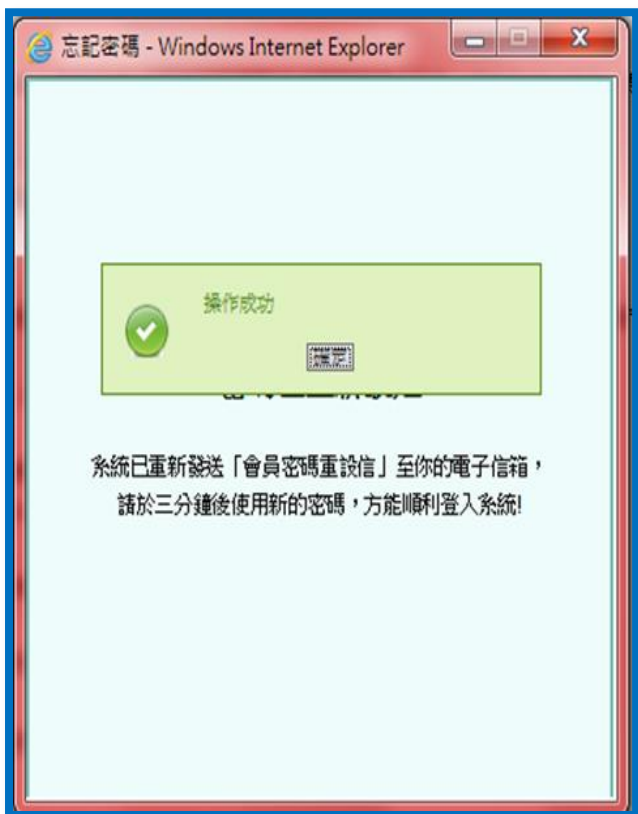 忘記密碼 - Windows Internet Explorer
操作成功
確定
系統已重新發送「會員密碼重設信」至你的電子信箱，
請於三分鐘後使用新的密碼，方能順利登入系統!